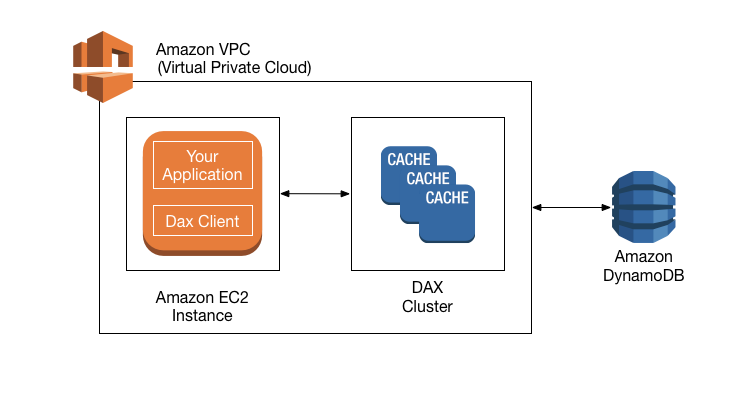 Amazon VPC
(Virtual Private Cloud)
Your
Application
Dax Client
CACHE
CACHE
CACHE
Amazon EC2
Instance
DAX
Cluster
Amazon
DynamoDB